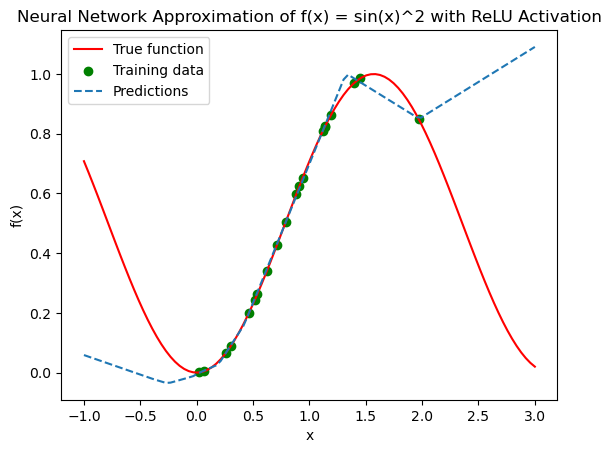 Neural Network Approximation of f(x) = sin(x)^2 with ReLU Activation
True function
Training data
Predictions
f(x)
1.0
0.8
0.6
0.4
0.2
0.0
−1.0 −0.5 0.0 0.5 1.0 1.5 2.0 2.5 3.0
x